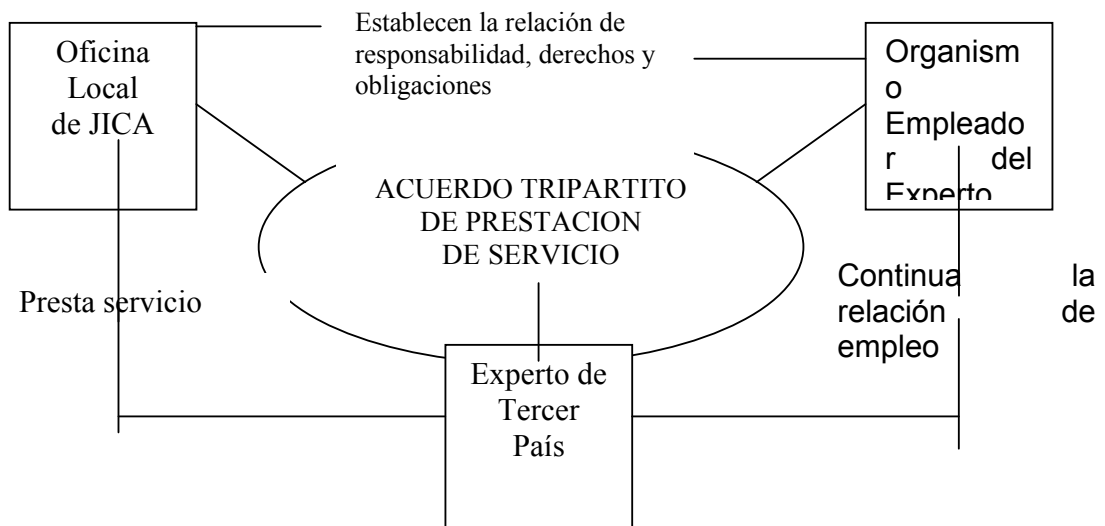 Oficina
Local
de JICA
Establecen la relación de
responsabilidad, derechos y
obligaciones
Organism
o
Empleado
r del
Experto
ACUERDO TRIPARTITO
DE PRESTACION
DE SERVICIO
Presta servicio
Continua la
relación de
empleo
Experto de
Tercer
País